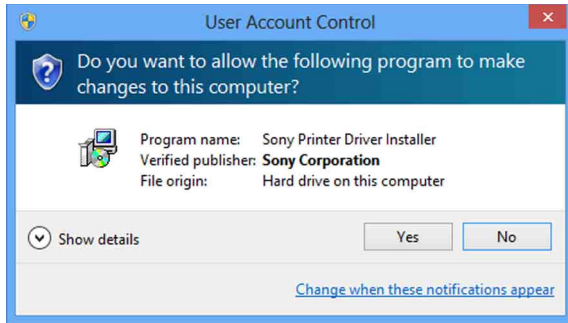 User Account Control
Do you want to allow the following program to make
changes to this computer?
Program name: Sony Printer Driver Installer
Verified publisher: Sony Corporation
File origin: Hard drive on this computer
Show details
Yes
No
Change when these notifications appear